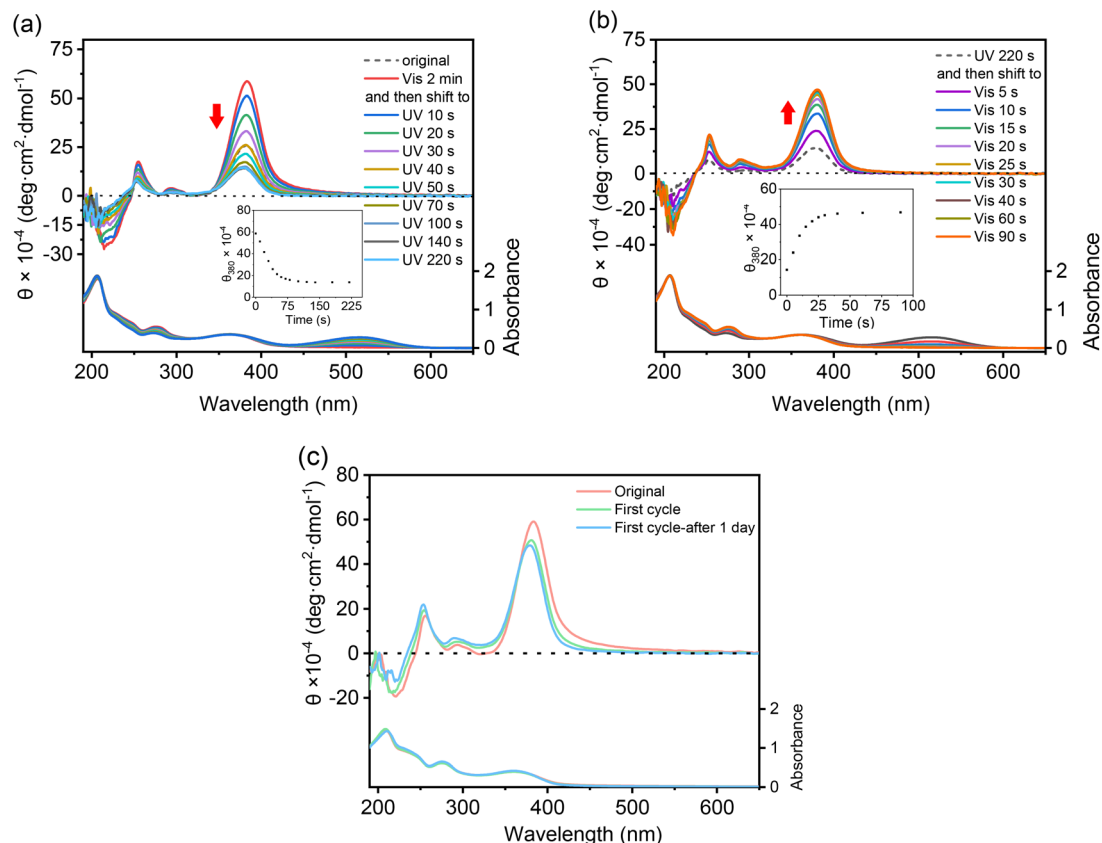 (a)
θ × 10⁻⁴ (deg·cm²·dmol⁻¹)
75
50
25
0
-15
-30
original
Vis 2 min
and then shift to
UV 10 s
UV 20 s
UV 30 s
UV 40 s
UV 50 s
UV 70 s
UV 100 s
UV 140 s
UV 220 s
θ₃₈₀ × 10⁻⁴
80
60
40
20
0
0 75 150 225
Time (s)
2
1
0
Absorbance
200 300 400 500 600
Wavelength (nm)
(b)
θ × 10⁻⁴ (deg·cm²·dmol⁻¹)
75
50
25
0
-20
-40
UV 220 s
and then shift to
Vis 5 s
Vis 10 s
Vis 15 s
Vis 20 s
Vis 25 s
Vis 30 s
Vis 40 s
Vis 60 s
Vis 90 s
θ₃₈₀ × 10⁻⁴
60
40
20
0
0 25 50 75 100
Time (s)
2
1
0
Absorbance
200 300 400 500 600
Wavelength (nm)
(c)
θ ×10⁻⁴ (deg·cm²·dmol⁻¹)
80
60
40
20
0
-20
Original
First cycle
First cycle-after 1 day
2
1
0
Absorbance
200 300 400 500 600
Wavelength (nm)